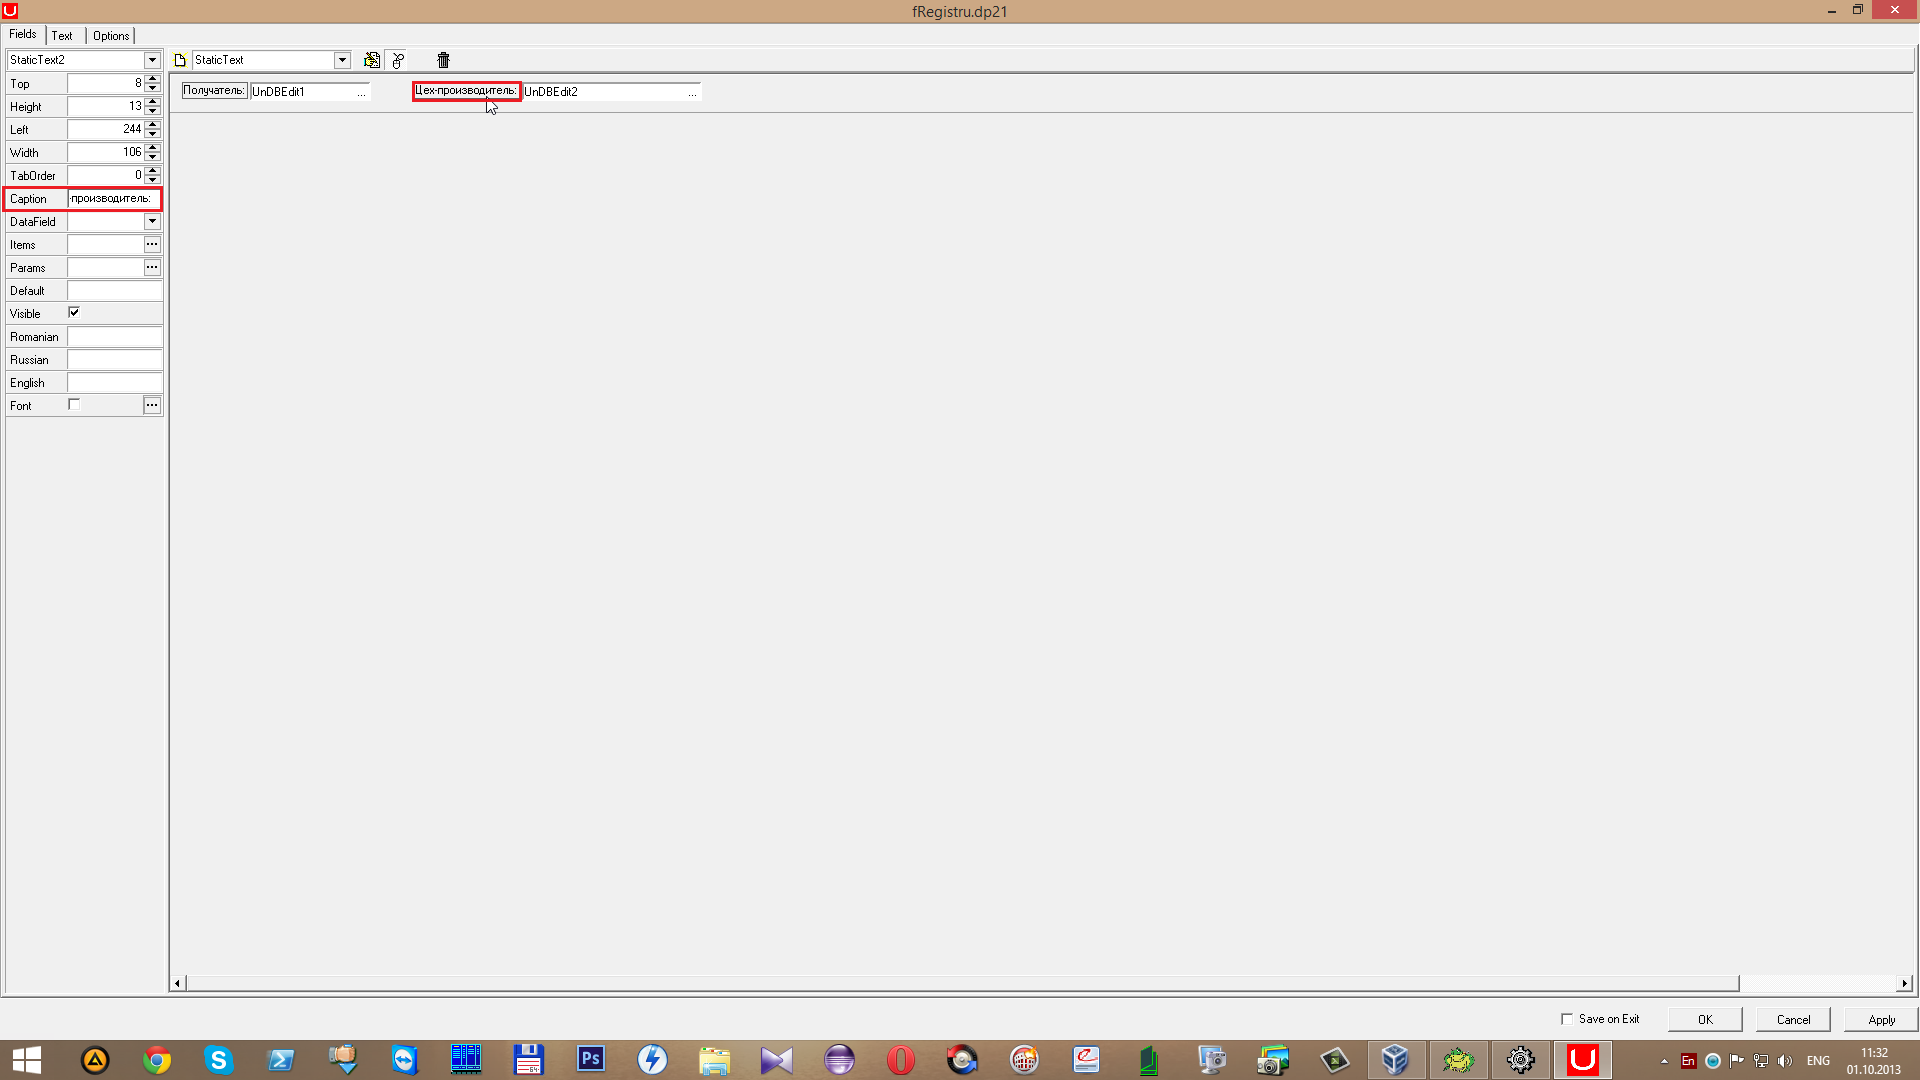 fRegistru.dp21
Fields Text Options
StaticText2 StaticText
Top 8
Height 13
Left 244
Width 106
TabOrder 0
Caption -производитель:
DataField
Items ...
Params ...
Default
Visible
Romanian
Russian
English
Font ...
Получатель: UnDBEdit1 ... Цех-производитель: UnDBEdit2 ...
Save on Exit OK Cancel Apply
Ps
64
En ENG 11:32
01.10.2013